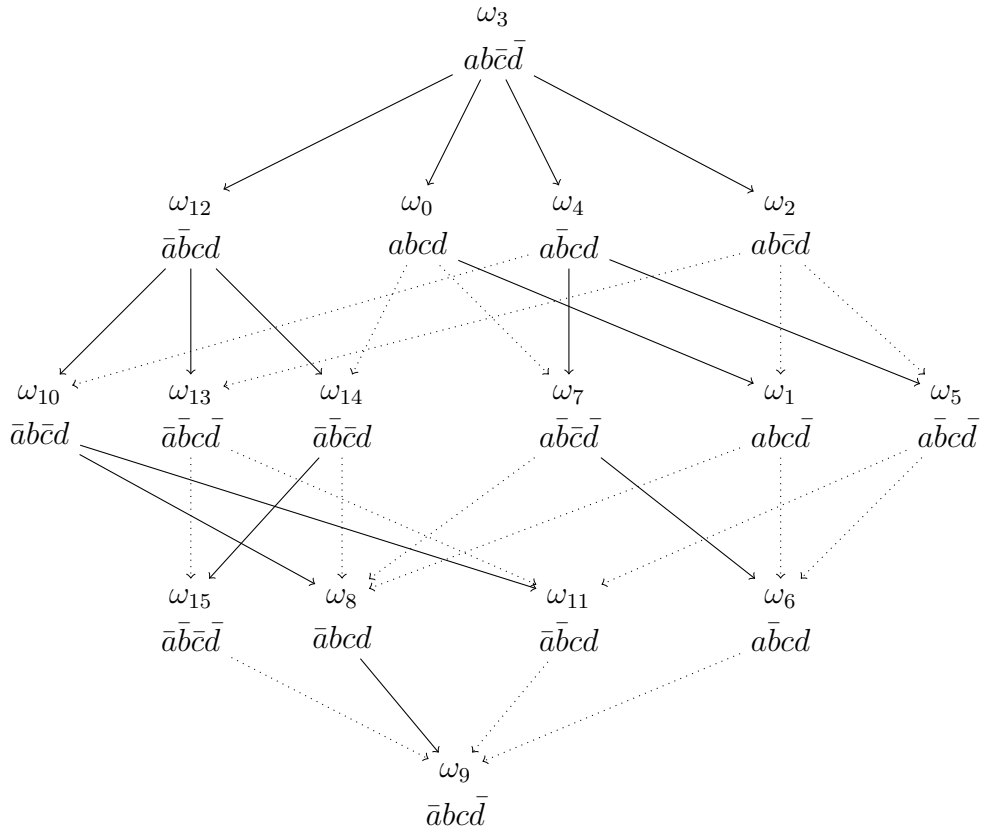 ω₃
abc̄d̄
ω₁₂ ω₀ ω₄ ω₂
āb̄cd abcd ab̄cd abc̄d
ω₁₀ ω₁₃ ω₁₄ ω₇ ω₁ ω₅
ābc̄d āb̄cd̄ āb̄c̄d ab̄c̄d̄ abcd̄ ab̄cd̄
ω₁₅ ω₈ ω₁₁ ω₆
āb̄c̄d̄ ābcd āb̄cd ab̄cd
ω₉
ābcd̄